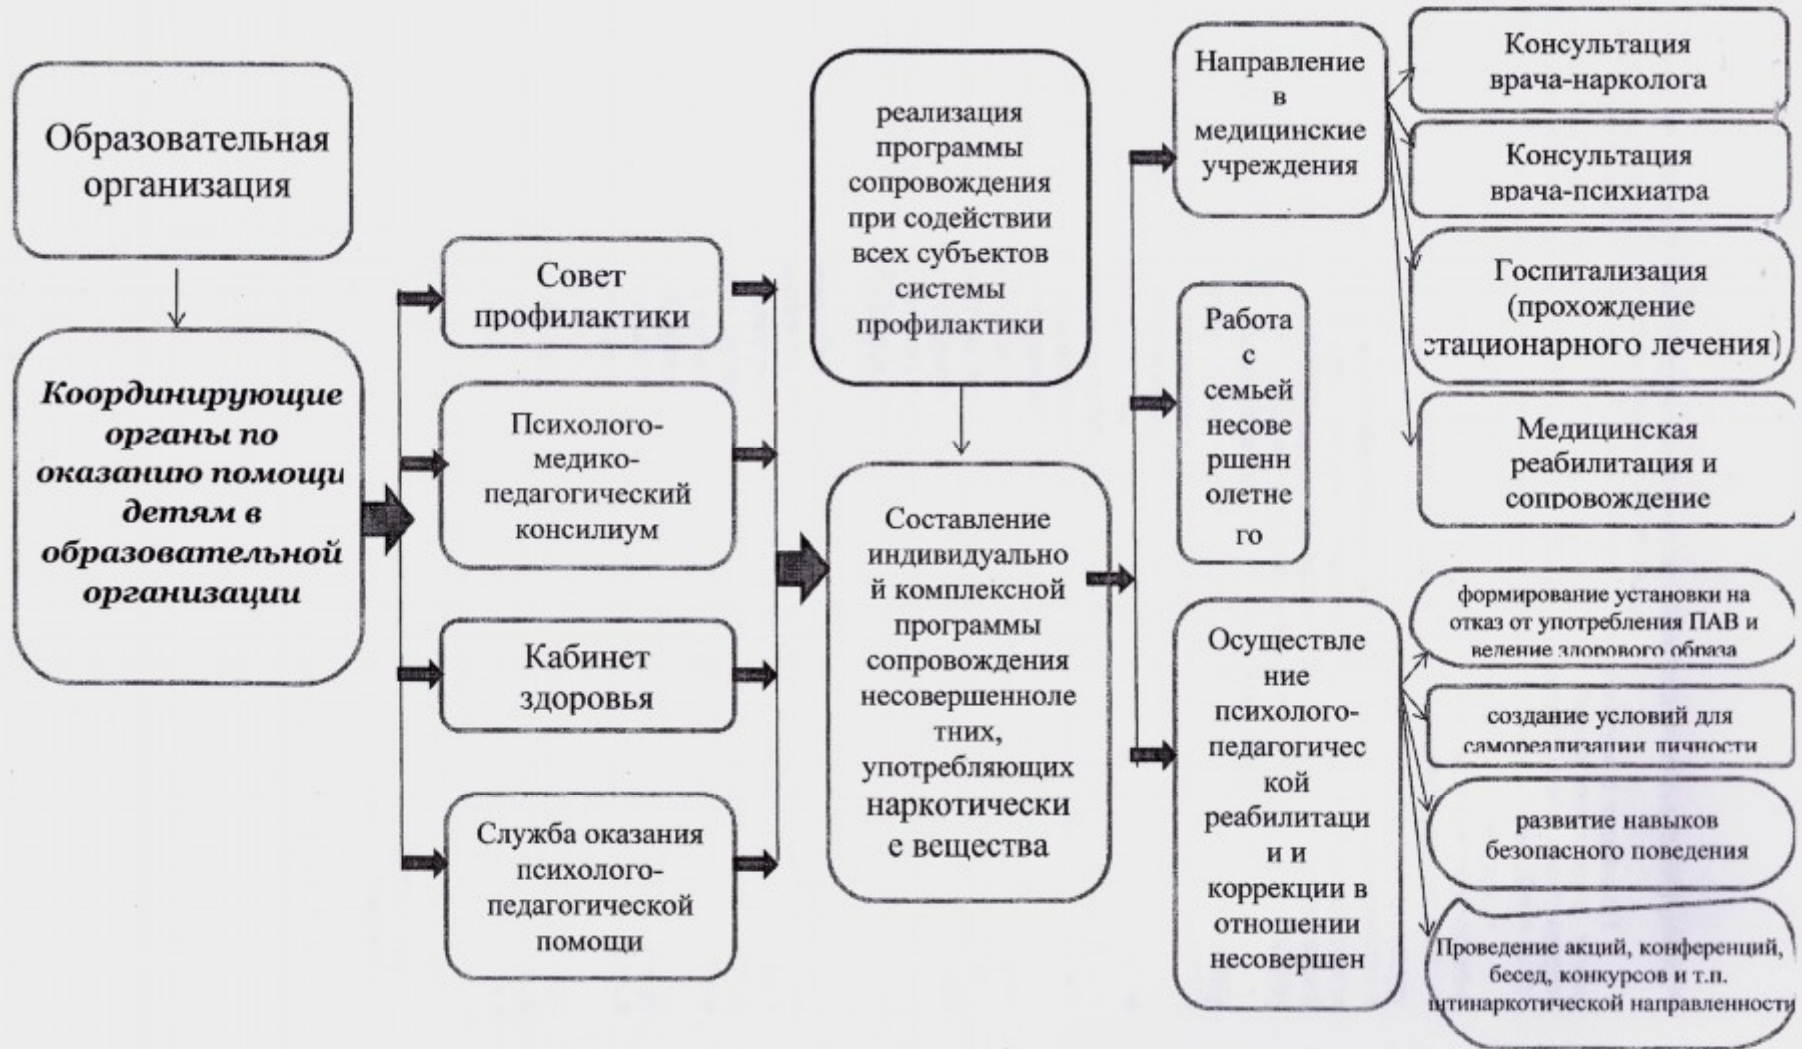 Образовательная
организация
Координирующие
органы по
оказанию помощи
детям в
образовательной
организации
Совет
профилактики
Психолого-
медико-
педагогический
консилиум
Кабинет
здоровья
Служба оказания
психолого-
педагогической
помощи
реализация
программы
сопровождения
при содействии
всех субъектов
системы
профилактики
Составление
индивидуально
й комплексной
программы
сопровождения
несовершенноле
тних,
употребляющих
наркотически
е вещества
Направление
в
медицинские
учреждения
Работа
с
семьей
несове
ршенн
олетне
го
Осуществле
ние
психолого-
педагогичес
кой
реабилитаци
и и
коррекции в
отношении
несовершен
Консультация
врача-нарколога
Консультация
врача-психиатра
Госпитализация
(прохождение
стационарного лечения)
Медицинская
реабилитация и
сопровождение
формирование установки на
отказ от употребления ПАВ и
ведение здорового образа
создание условий для
самореализации личности
развитие навыков
безопасного поведения
Проведение акций, конференций,
бесед, конкурсов и т.п.
нтинаркотической направленности